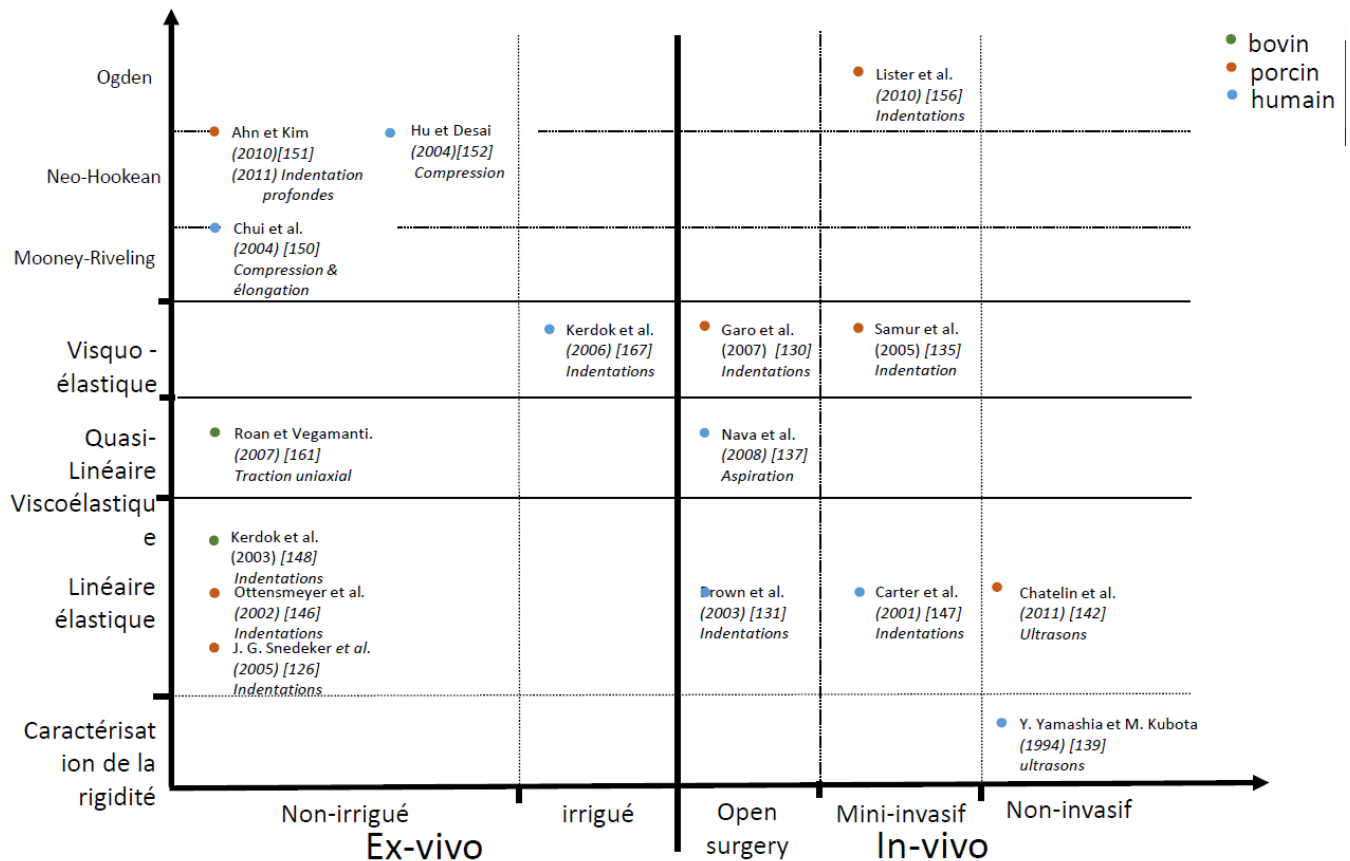 bovin
porcin
humain
Ogden
Lister et al.
(2010) [156]
Indentations
Neo-Hookean
Ahn et Kim
(2010)[151]
(2011) Indentation
profondes
Hu et Desai
(2004)[152]
Compression
Mooney-Riveling
Chui et al.
(2004) [150]
Compression &
élongation
Visquo -
élastique
Kerdok et al.
(2006) [167]
Indentations
Garo et al.
(2007) [130]
Indentations
Samur et al.
(2005) [135]
Indentation
Quasi-
Linéaire
Viscoélastiqu
e
Roan et Vegamanti.
(2007) [161]
Traction uniaxial
Nava et al.
(2008) [137]
Aspiration
Linéaire
élastique
Kerdok et al.
(2003) [148]
Indentations
Ottensmeyer et al.
(2002) [146]
Indentations
J. G. Snedeker et al.
(2005) [126]
Indentations
Brown et al.
(2003) [131]
Indentations
Carter et al.
(2001) [147]
Indentations
Chatelin et al.
(2011) [142]
Ultrasons
Caractérisat
ion de la
rigidité
Y. Yamashia et M. Kubota
(1994) [139]
ultrasons
Non-irrigué
irrigué
Open
surgery
Mini-invasif
Non-invasif
Ex-vivo
In-vivo